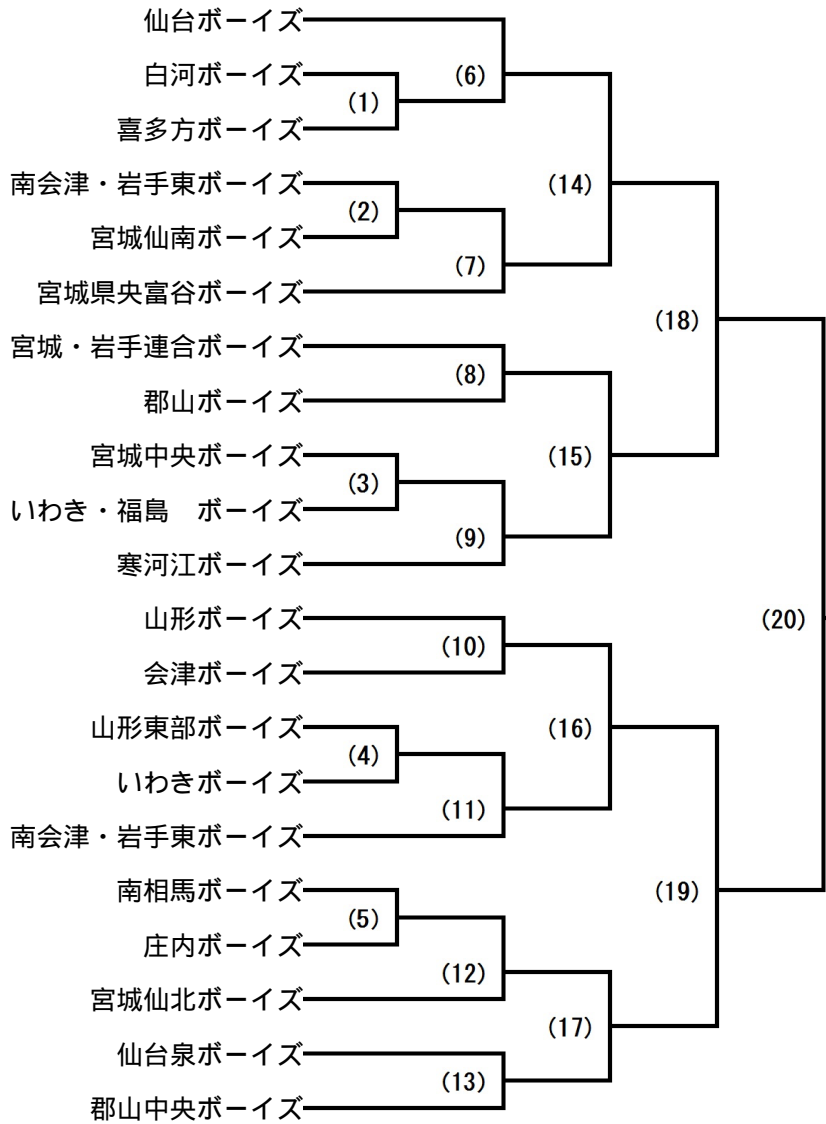 仙台ボーイズ
白河ボーイズ
(6)
(1)
喜多方ボーイズ
南会津・岩手東ボーイズ
(14)
(2)
宮城仙南ボーイズ
(7)
宮城県央富谷ボーイズ
(18)
宮城・岩手連合ボーイズ
(8)
郡山ボーイズ
宮城中央ボーイズ
(15)
(3)
いわき・福島　ボーイズ
(9)
寒河江ボーイズ
山形ボーイズ
(20)
(10)
会津ボーイズ
山形東部ボーイズ
(16)
(4)
いわきボーイズ
(11)
南会津・岩手東ボーイズ
南相馬ボーイズ
(19)
(5)
庄内ボーイズ
(12)
宮城仙北ボーイズ
(17)
仙台泉ボーイズ
(13)
郡山中央ボーイズ